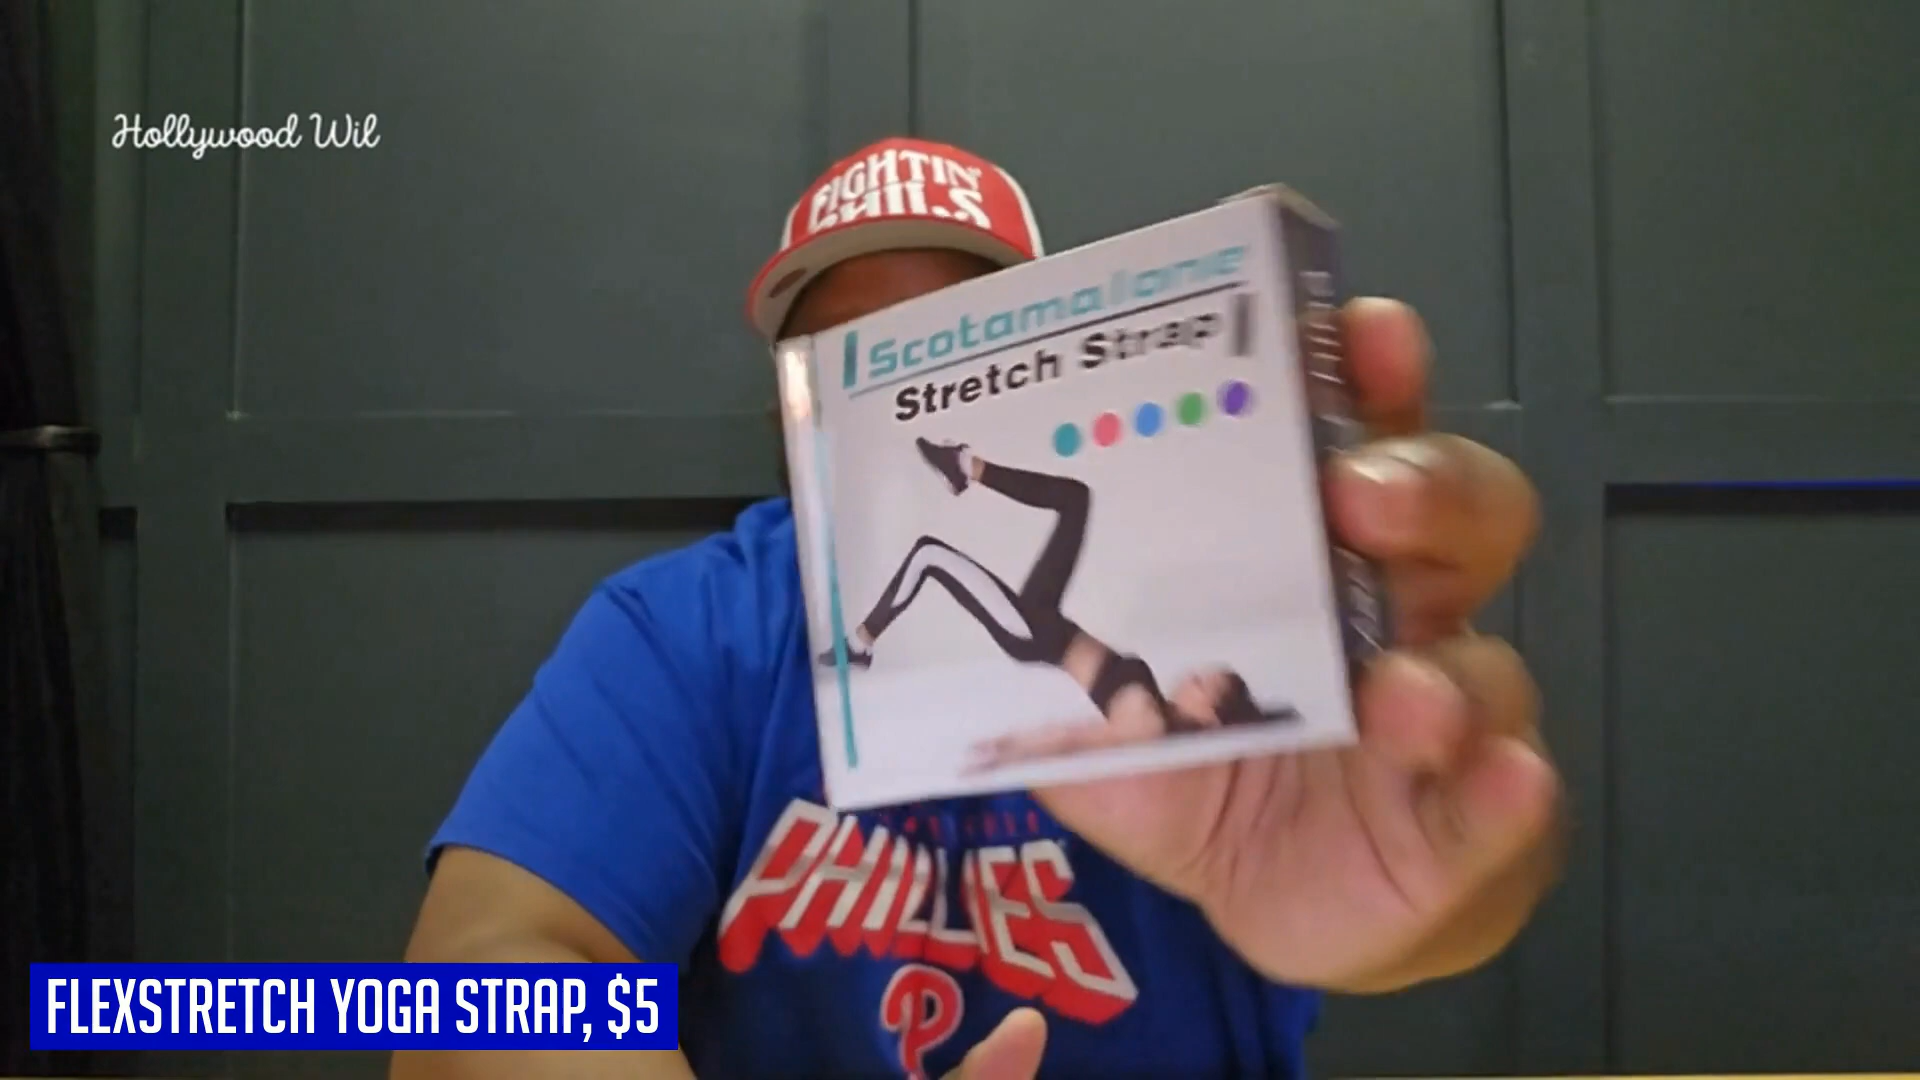 Hollywood Wil
FIGHTIN'
PHILS
Scotamalone
Stretch Strap
PHILLIES
P
FLEXSTRETCH YOGA STRAP, $5